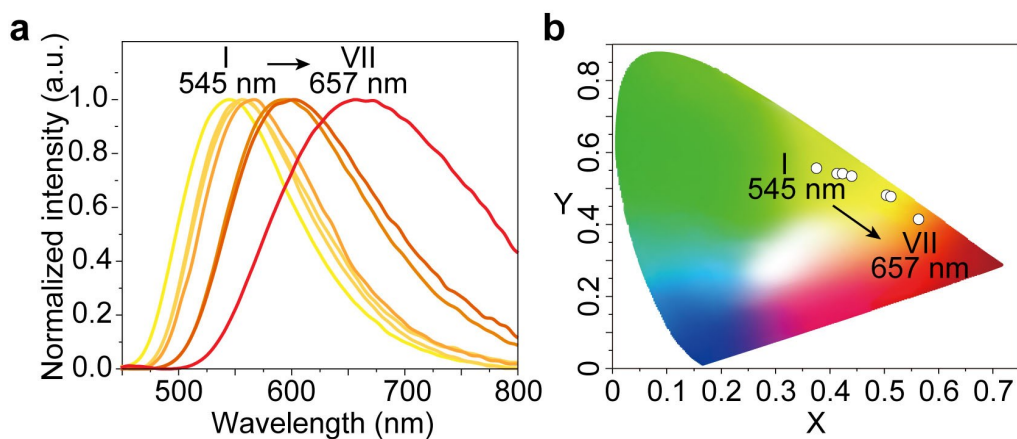 a
I → VII
545 nm 657 nm
Normalized intensity (a.u.)
1.0
0.8
0.6
0.4
0.2
0.0
500 600 700 800
Wavelength (nm)
b
0.8
0.6
0.4
0.2
0
Y
I
545 nm
VII
657 nm
0 0.1 0.2 0.3 0.4 0.5 0.6 0.7
X